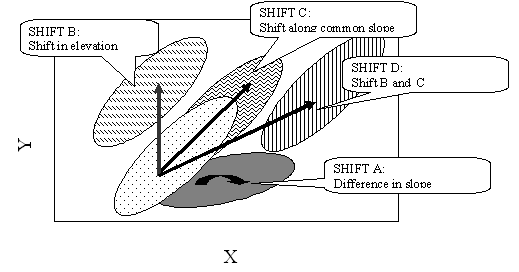 SHIFT B:
Shift in elevation
SHIFT C:
Shift along common slope
SHIFT D:
Shift B and C
SHIFT A:
Difference in slope
Y
X